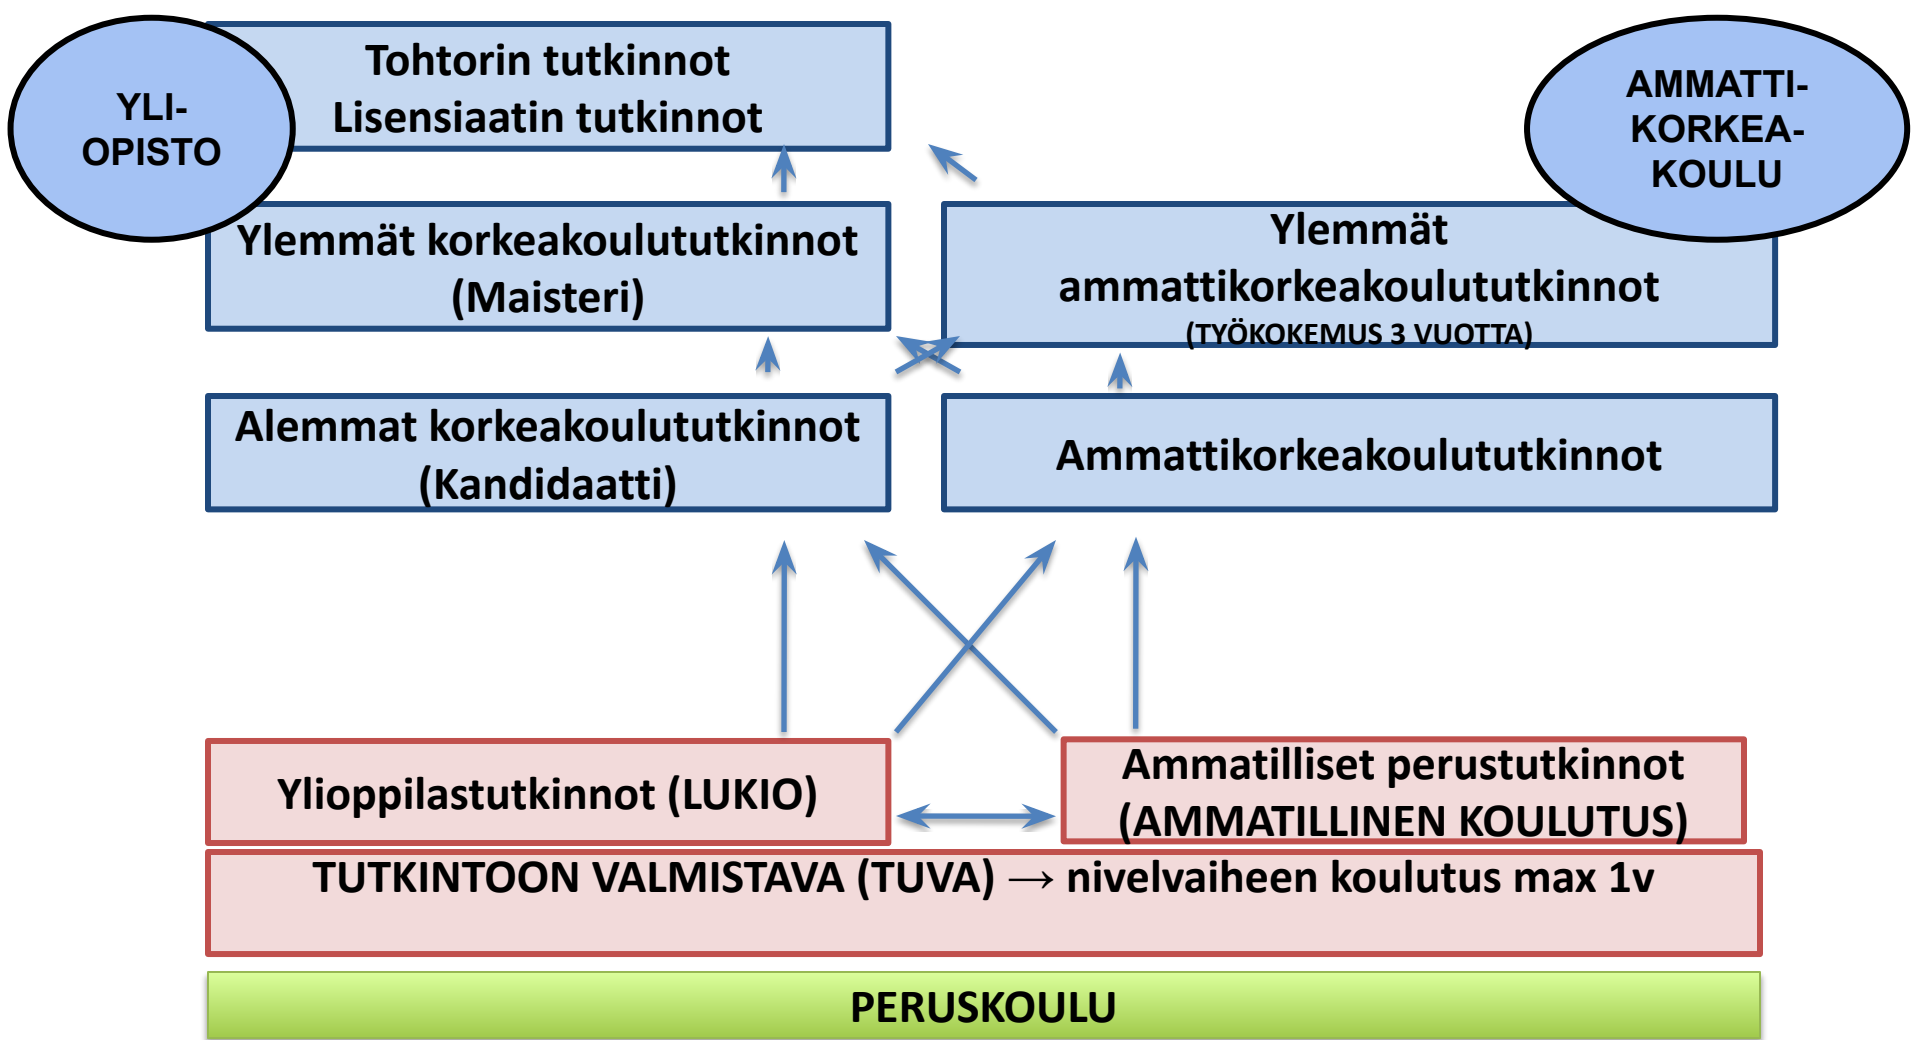 YLI-
OPISTO
Tohtorin tutkinnot
Lisensiaatin tutkinnot
AMMATTI-
KORKEA-
KOULU
Ylemmät korkeakoulututkinnot
(Maisteri)
Ylemmät
ammattikorkeakoulututkinnot
(TYÖKOKEMUS 3 VUOTTA)
Alemmat korkeakoulututkinnot
(Kandidaatti)
Ammattikorkeakoulututkinnot
Ylioppilastutkinnot (LUKIO)
Ammatilliset perustutkinnot
(AMMATILLINEN KOULUTUS)
TUTKINTOON VALMISTAVA (TUVA) → nivelvaiheen koulutus max 1v
PERUSKOULU